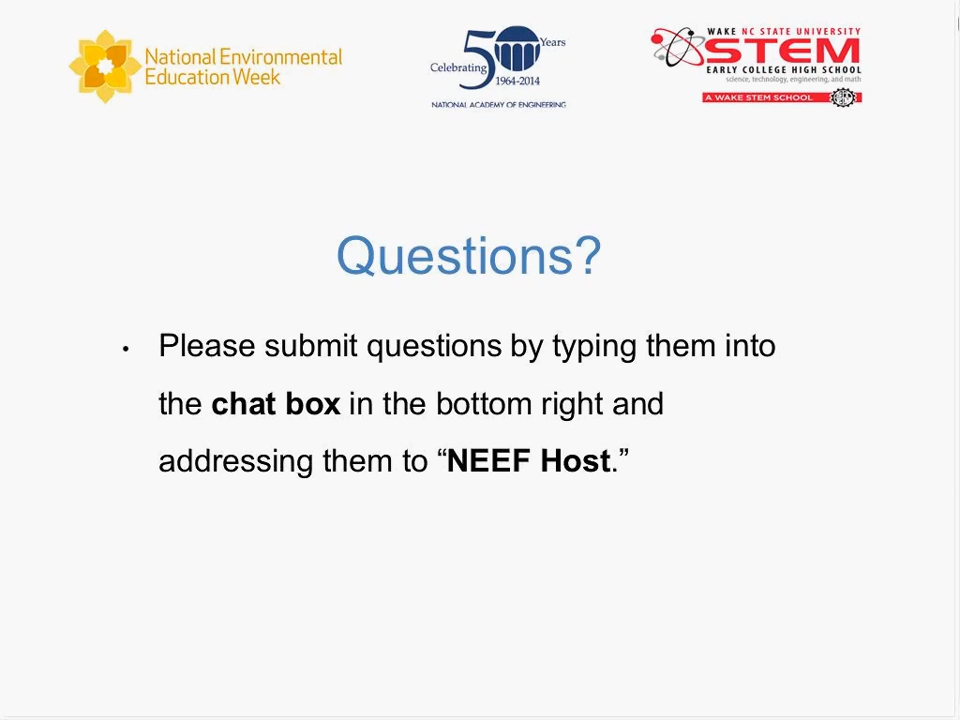 National Environmental
Education Week
50 Years
Celebrating
1964-2014
NATIONAL ACADEMY OF ENGINEERING
WAKE NC STATE UNIVERSITY
STEM
EARLY COLLEGE HIGH SCHOOL
science, technology, engineering, and math
A WAKE STEM SCHOOL
Questions?
• Please submit questions by typing them into
the chat box in the bottom right and
addressing them to “NEEF Host.”